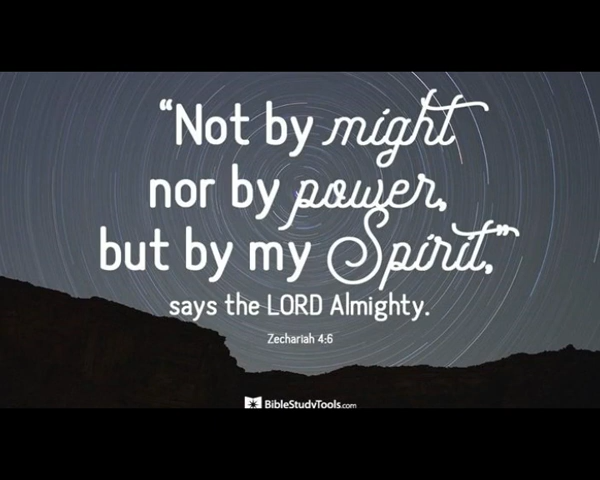 “Not by might
nor by power,
but by my Spirit,”
says the LORD Almighty.
Zechariah 4:6
BibleStudyTools.com